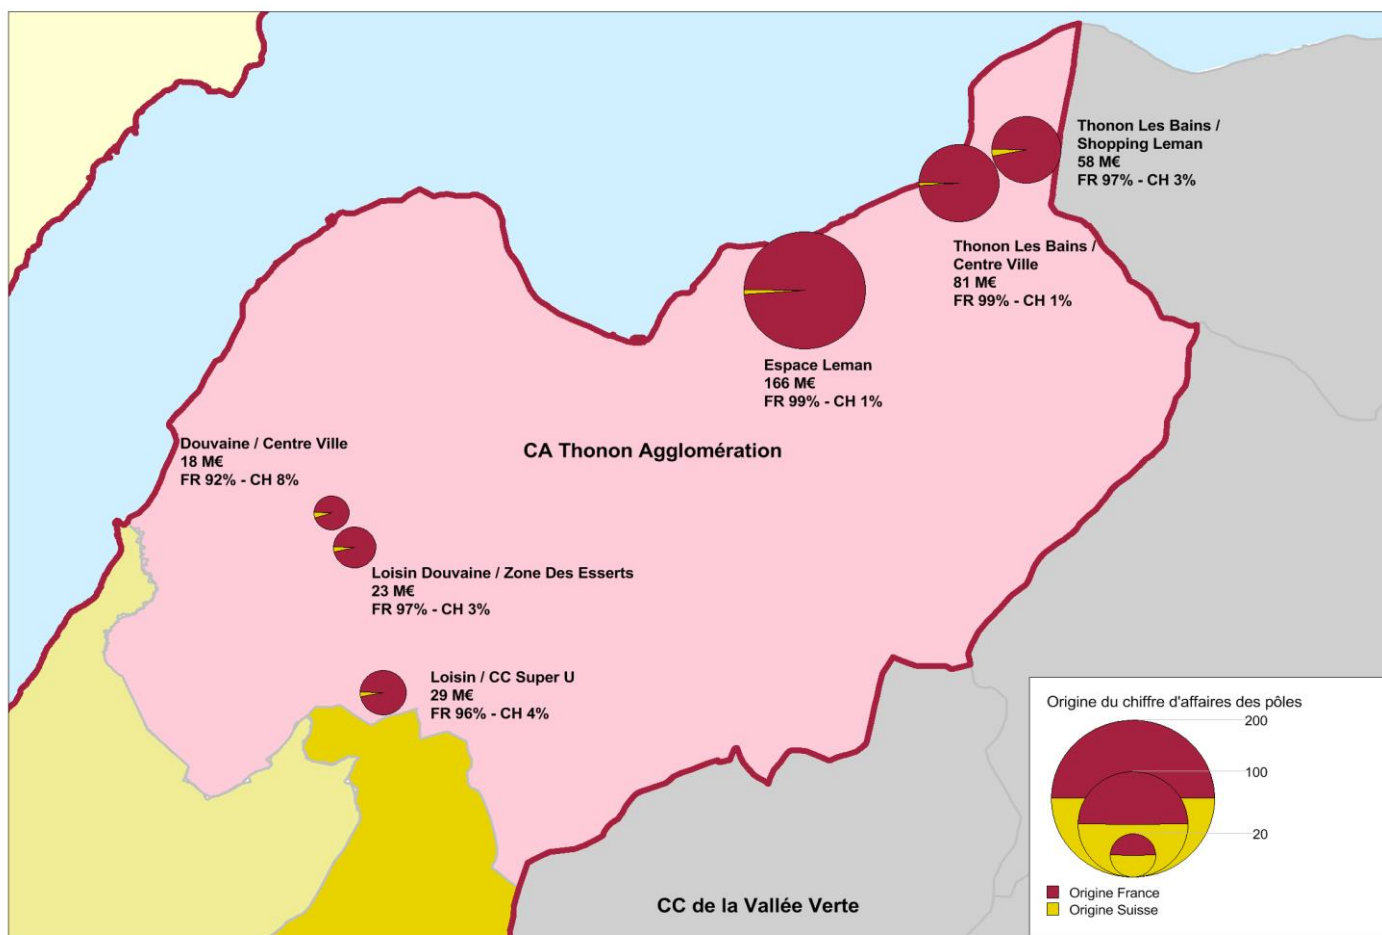 Thonon Les Bains /
Shopping Leman
58 M€
FR 97% - CH 3%
Thonon Les Bains /
Centre Ville
81 M€
FR 99% - CH 1%
Espace Leman
166 M€
FR 99% - CH 1%
Douvaine / Centre Ville
18 M€
FR 92% - CH 8%
CA Thonon Agglomération
Loisin Douvaine / Zone Des Esserts
23 M€
FR 97% - CH 3%
Loisin / CC Super U
29 M€
FR 96% - CH 4%
CC de la Vallée Verte
Origine du chiffre d'affaires des pôles
200
100
20
Origine France
Origine Suisse